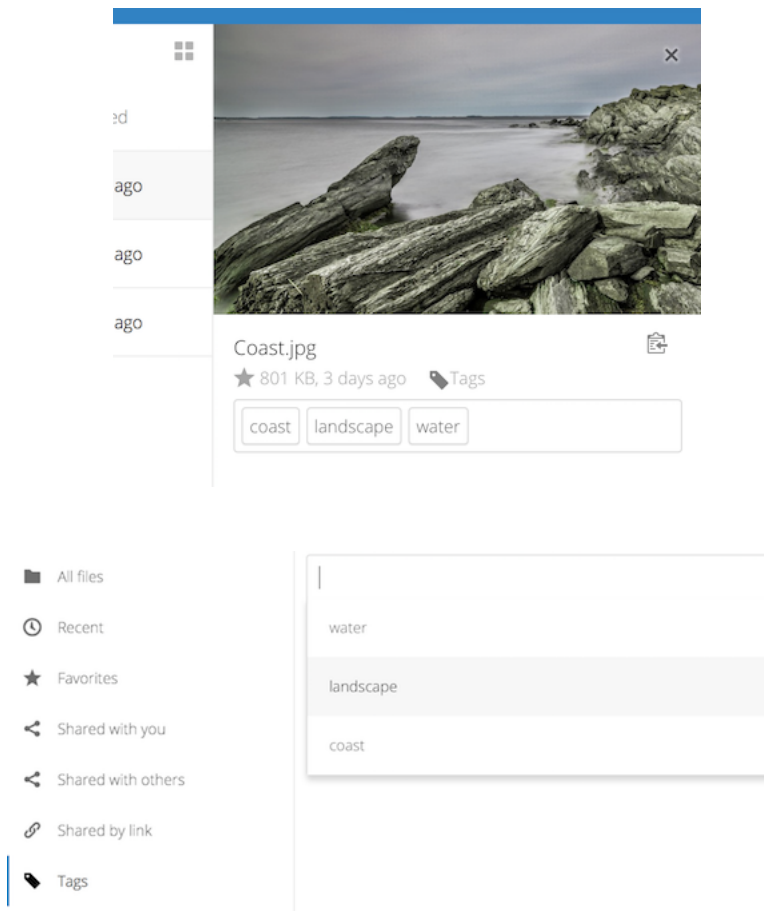 ed
ago
ago
ago
Coast.jpg
801 KB, 3 days ago Tags
coast landscape water
All files
Recent
water
Favorites
landscape
Shared with you
coast
Shared with others
Shared by link
Tags